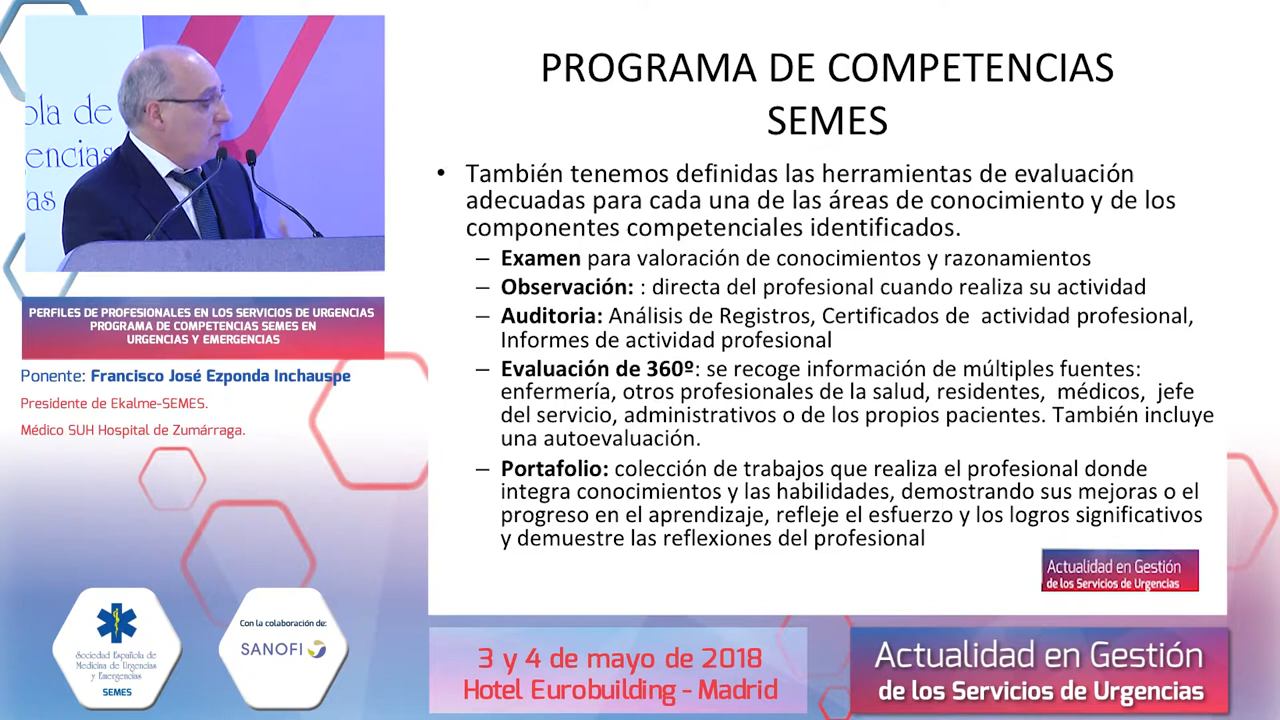 ola de
encias
as
PERFILES DE PROFESIONALES EN LOS SERVICIOS DE URGENCIAS
PROGRAMA DE COMPETENCIAS SEMES EN
URGENCIAS Y EMERGENCIAS
Ponente: Francisco José Ezponda Inchauspe
Presidente de Ekalme-SEMES.
Médico SUH Hospital de Zumárraga.
Sociedad Española de
Medicina de Urgencias
y Emergencias
SEMES
Con la colaboración de:
SANOFI
PROGRAMA DE COMPETENCIAS
SEMES
• También tenemos definidas las herramientas de evaluación
adecuadas para cada una de las áreas de conocimiento y de los
componentes competenciales identificados.
– Examen para valoración de conocimientos y razonamientos
– Observación: : directa del profesional cuando realiza su actividad
– Auditoria: Análisis de Registros, Certificados de actividad profesional,
Informes de actividad profesional
– Evaluación de 360º: se recoge información de múltiples fuentes:
enfermería, otros profesionales de la salud, residentes, médicos, jefe
del servicio, administrativos o de los propios pacientes. También incluye
una autoevaluación.
– Portafolio: colección de trabajos que realiza el profesional donde
integra conocimientos y las habilidades, demostrando sus mejoras o el
progreso en el aprendizaje, refleje el esfuerzo y los logros significativos
y demuestre las reflexiones del profesional
Actualidad en Gestión
de los Servicios de Urgencias
3 y 4 de mayo de 2018
Hotel Eurobuilding - Madrid
Actualidad en Gestión
de los Servicios de Urgencias